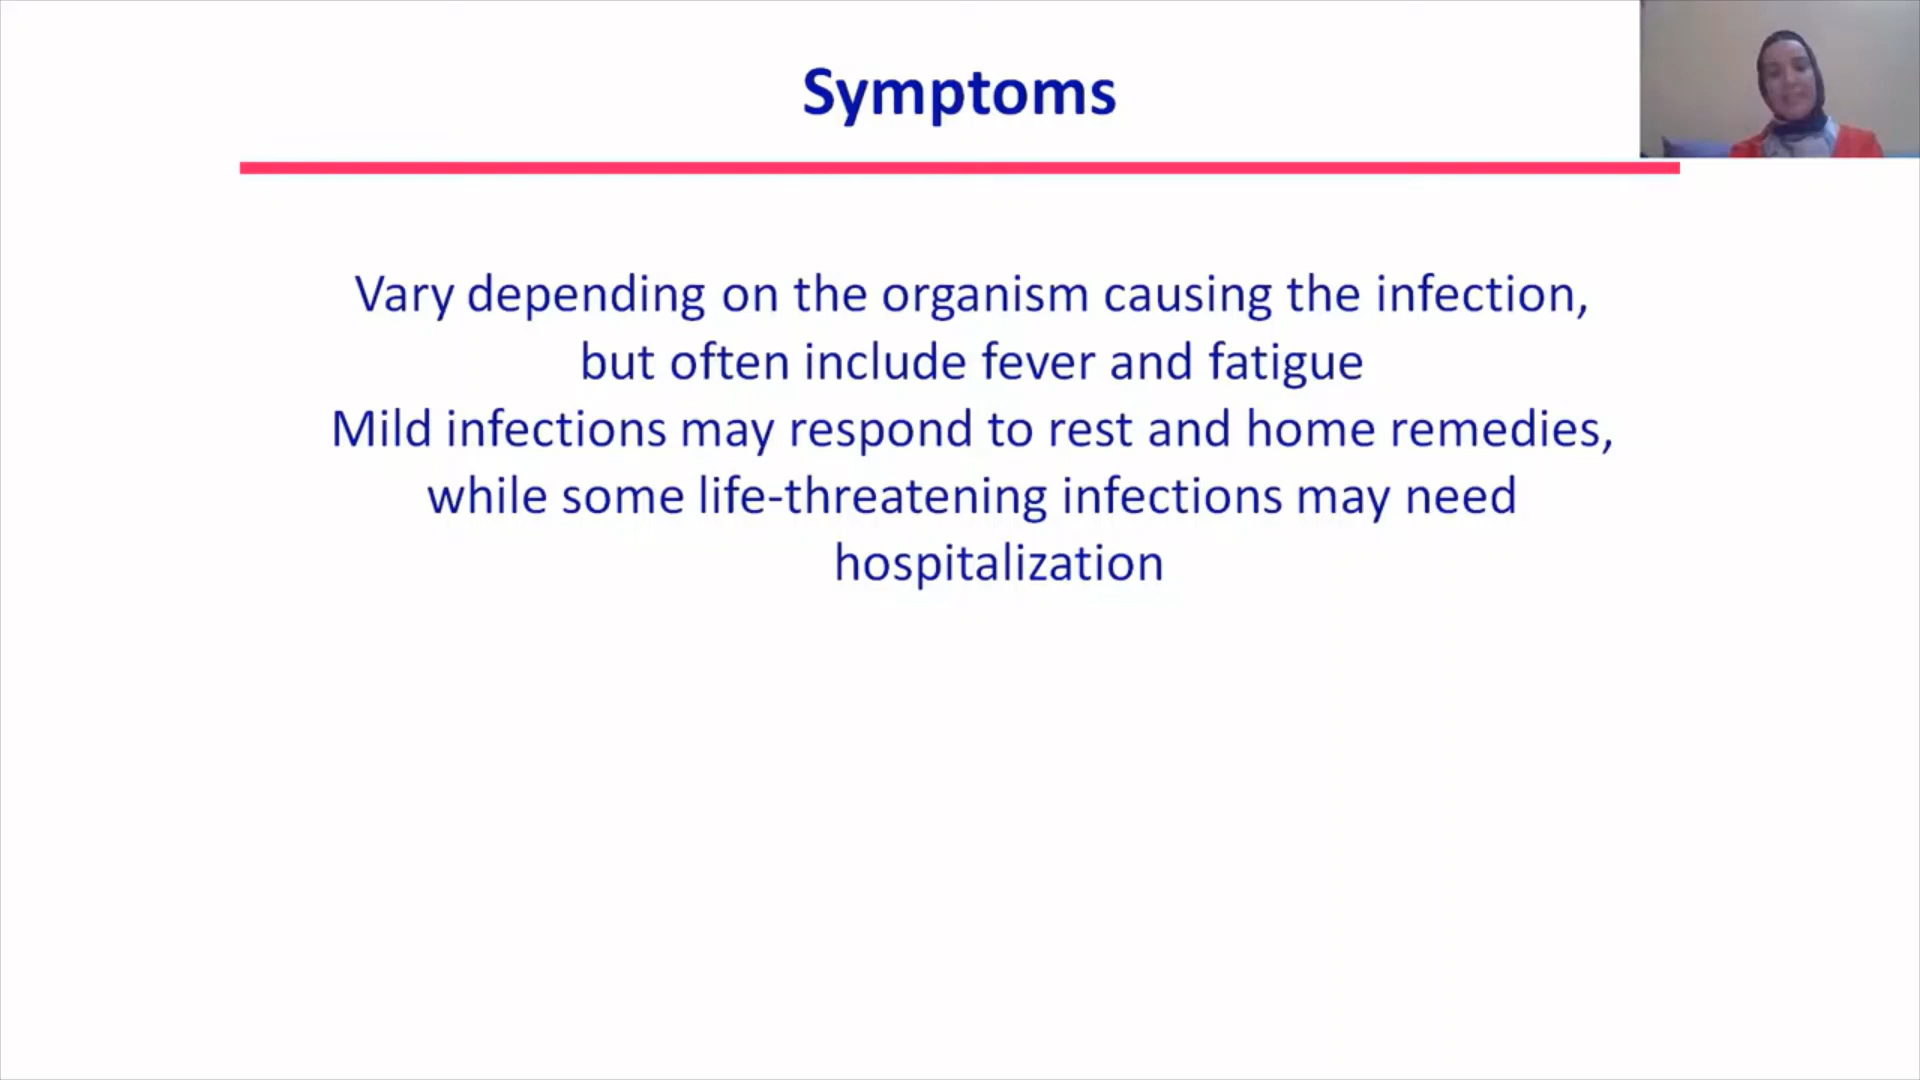 Symptoms
Vary depending on the organism causing the infection,
but often include fever and fatigue
Mild infections may respond to rest and home remedies,
while some life-threatening infections may need
hospitalization